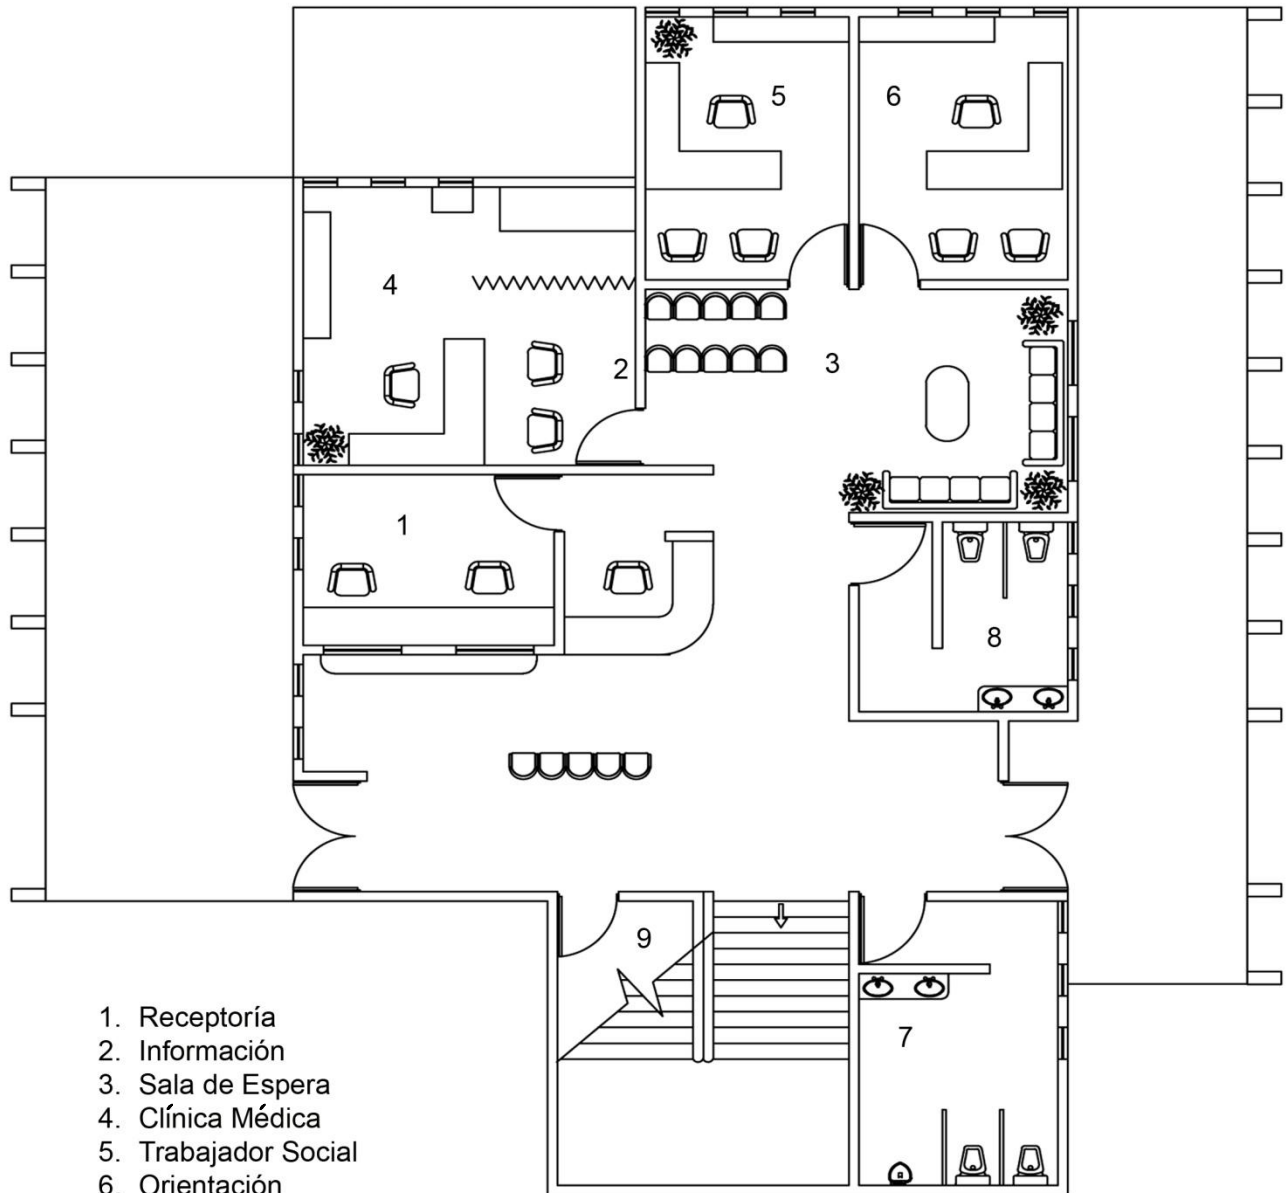 5 6
4
2 3
1
8
9
7
1. Receptoría
2. Información
3. Sala de Espera
4. Clínica Médica
5. Trabajador Social
6. Orientación